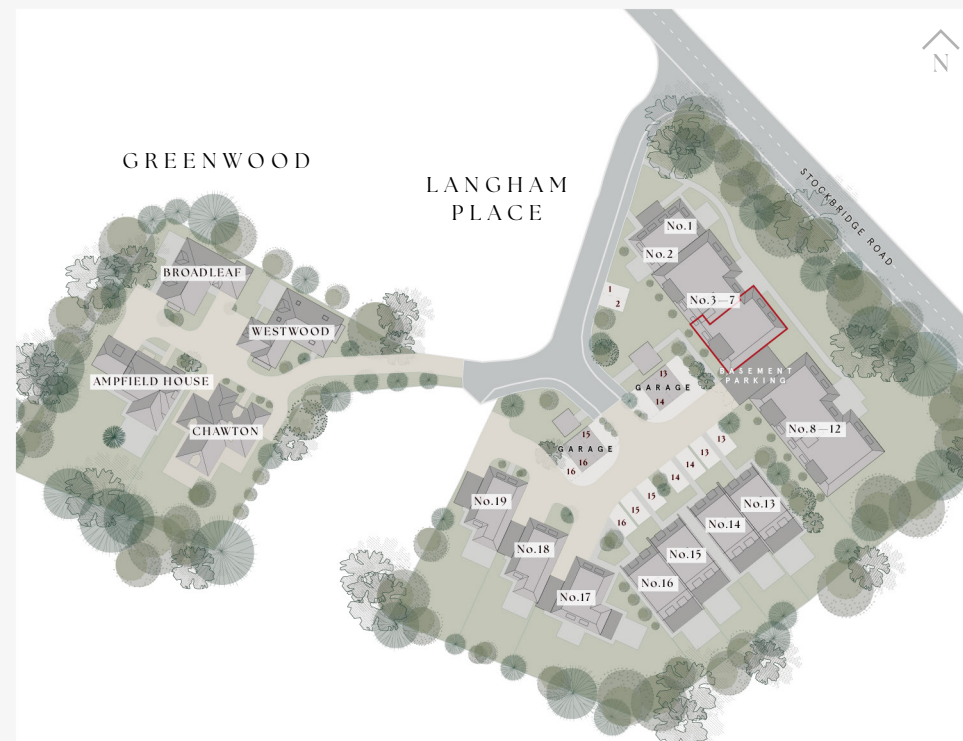 N
GREENWOOD
LANGHAM
PLACE
STOCKBRIDGE ROAD
No.1
No.2
BROADLEAF
1
2
No.3—7
WESTWOOD
BASEMENT
PARKING
13
GARAGE
14
AMPFIELD HOUSE
CHAWTON
15
GARAGE
16
16
No.8—12
13
13
14
14
15
15
16
No.19
No.18
No.17
No.13
No.14
No.15
No.16